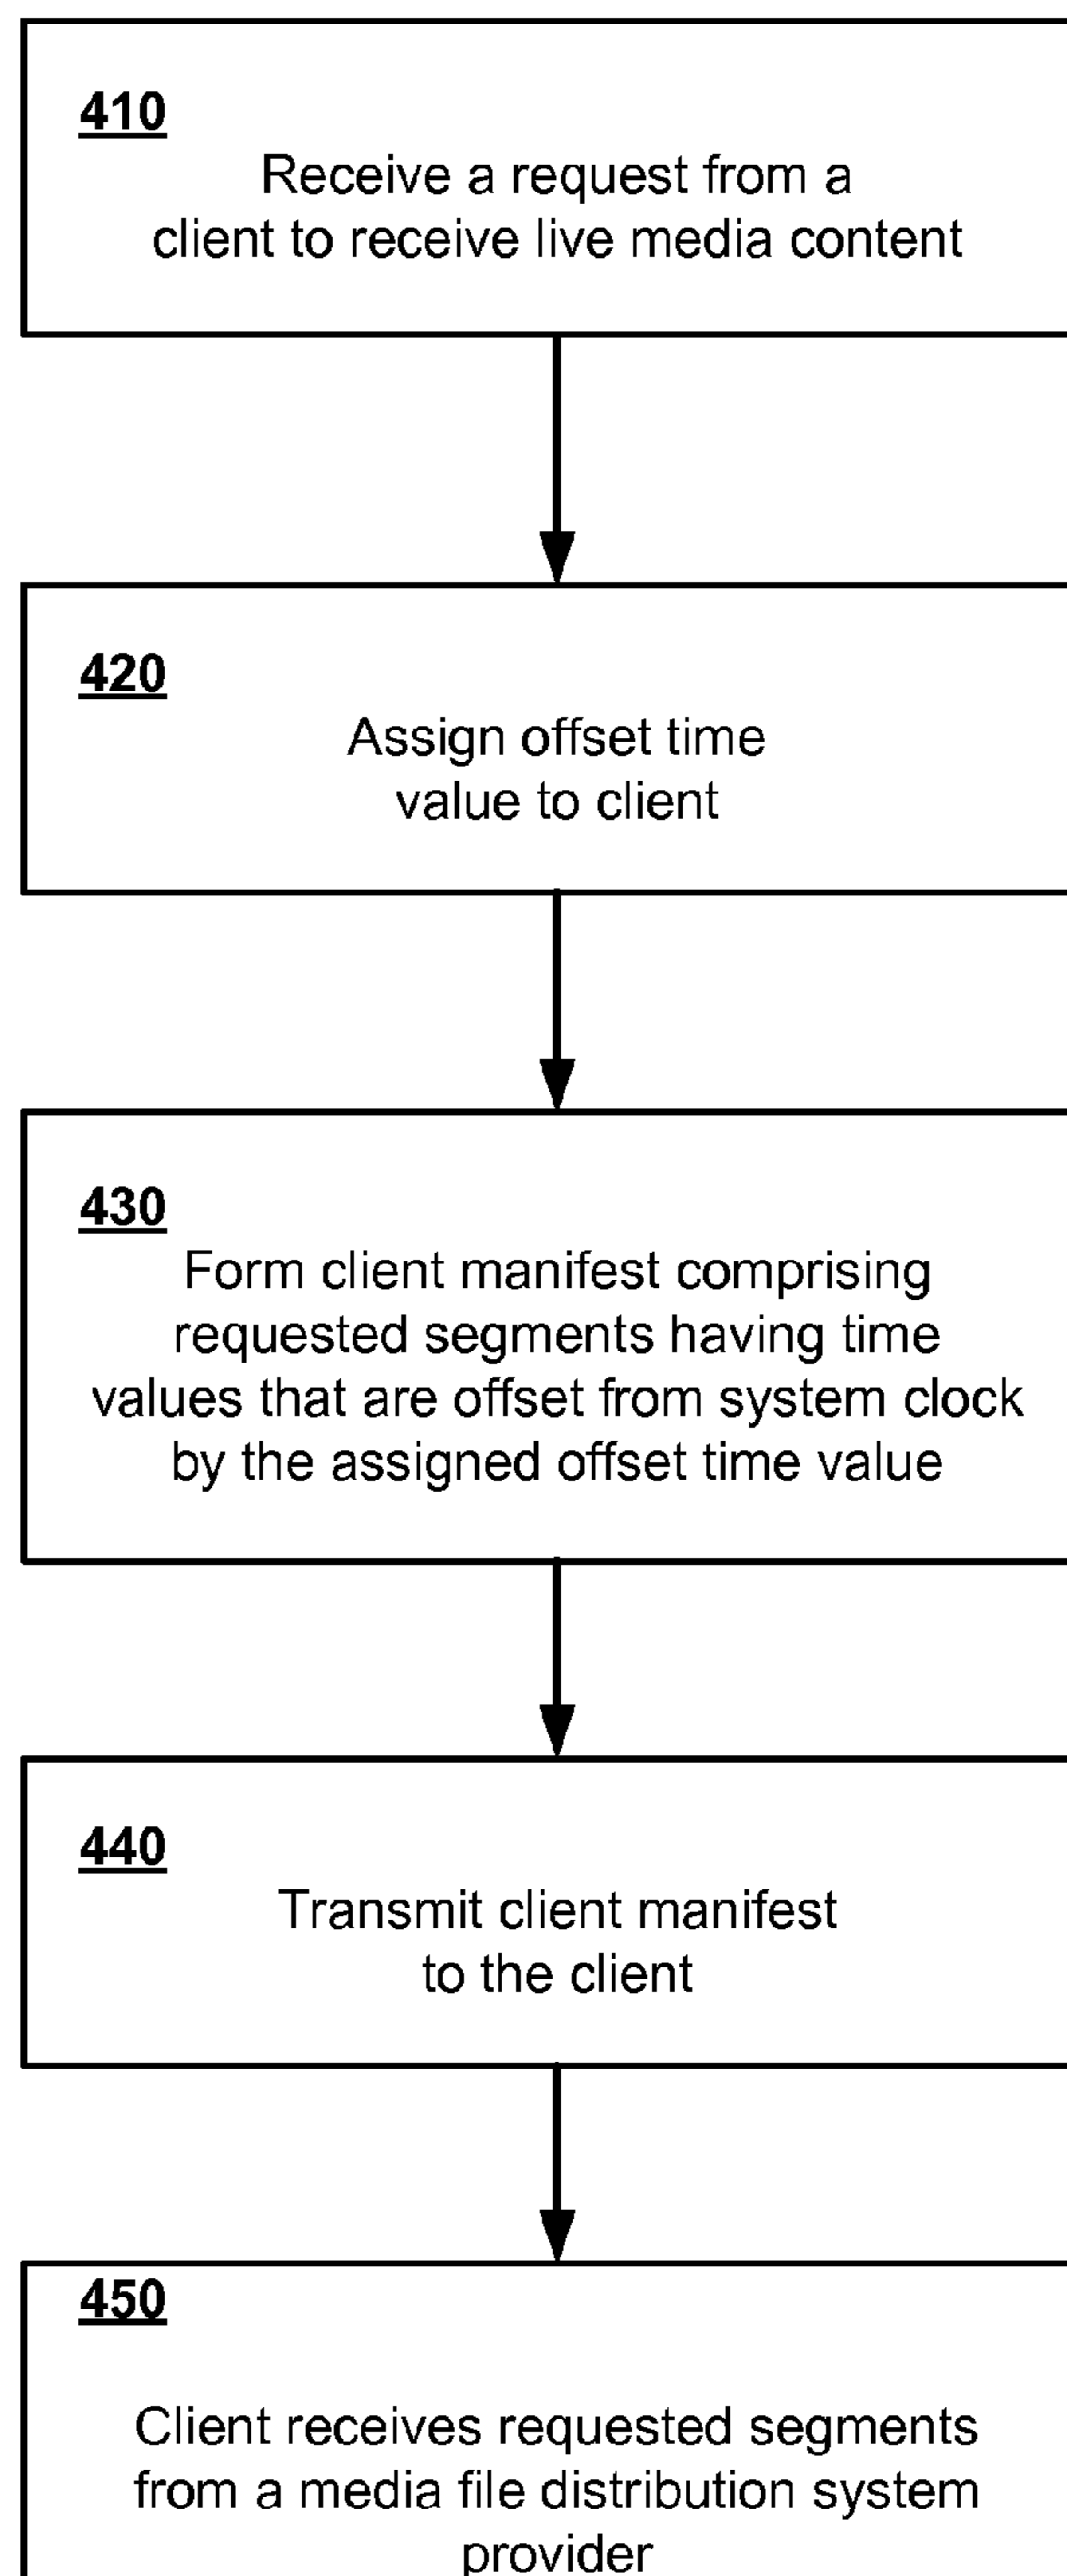 410
Receive a request from a
client to receive live media content
420
Assign offset time
value to client
430
Form client manifest comprising
requested segments having time
values that are offset from system clock
by the assigned offset time value
440
Transmit client manifest
to the client
450
Client receives requested segments
from a media file distribution system
provider